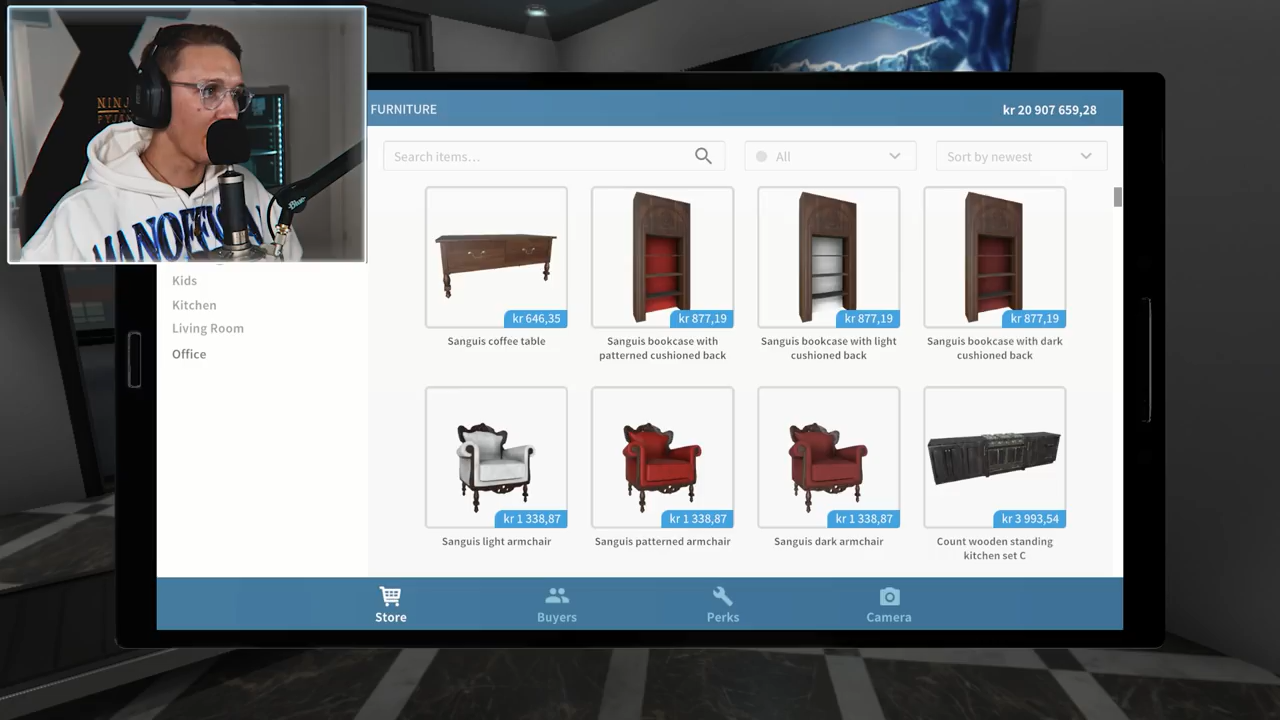 NINJ
PYJAM
MANOFFICIA
FURNITURE
kr 20 907 659,28
Search items...
All
Sort by newest
Kids
Kitchen
Living Room
Office
kr 646,35
kr 877,19
kr 877,19
kr 877,19
Sanguis coffee table
Sanguis bookcase with
patterned cushioned back
Sanguis bookcase with light
cushioned back
Sanguis bookcase with dark
cushioned back
kr 1 338,87
kr 1 338,87
kr 1 338,87
kr 3 993,54
Sanguis light armchair
Sanguis patterned armchair
Sanguis dark armchair
Count wooden standing
kitchen set C
Store
Buyers
Perks
Camera